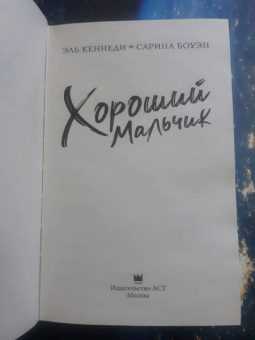 ЭЛЬ КЕННЕДИ • САРИНА БОУЭН
Хороший
мальчик
Издательство АСТ
Москва